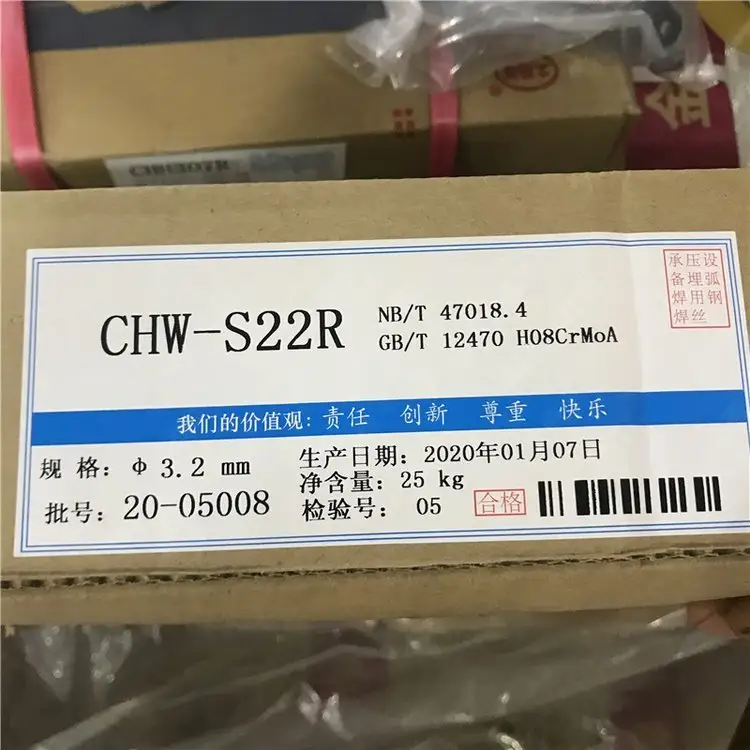 金
CHW-S22R
NB/T 47018.4
GB/T 12470 H08CrMoA
承压设
备埋弧
焊用钢
焊丝
我们的价值观: 责任 创新 尊重 快乐
规 格: Φ 3.2 mm
批号: 20-05008
生产日期: 2020年01月07日
净含量: 25 kg
检验号: 05
合格